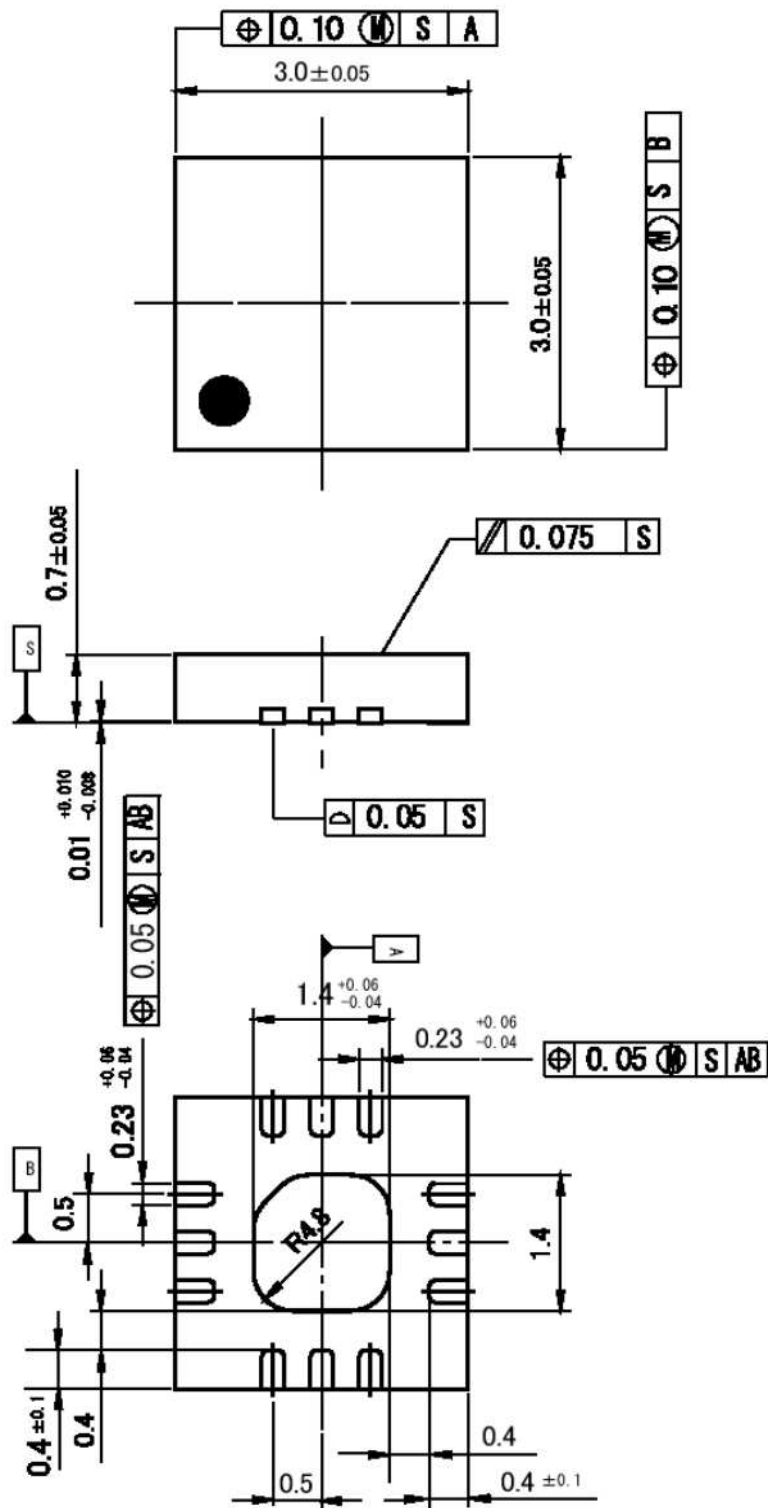 ⌖ 0.10 Ⓜ S A
3.0±0.05
3.0±0.05
⌖ 0.10 Ⓜ S B
0.7±0.05
⫽ 0.075 S
S
0.01 +0.010 -0.008
D 0.05 S
⌖ 0.05 Ⓜ S AB
A
1.4 +0.06 -0.04
0.23 +0.06 -0.04
⌖ 0.05 Ⓜ S AB
0.23 +0.06 -0.04
B
0.5
R4.8
1.4
0.4 ±0.1
0.4
0.5
0.4
0.4 ±0.1